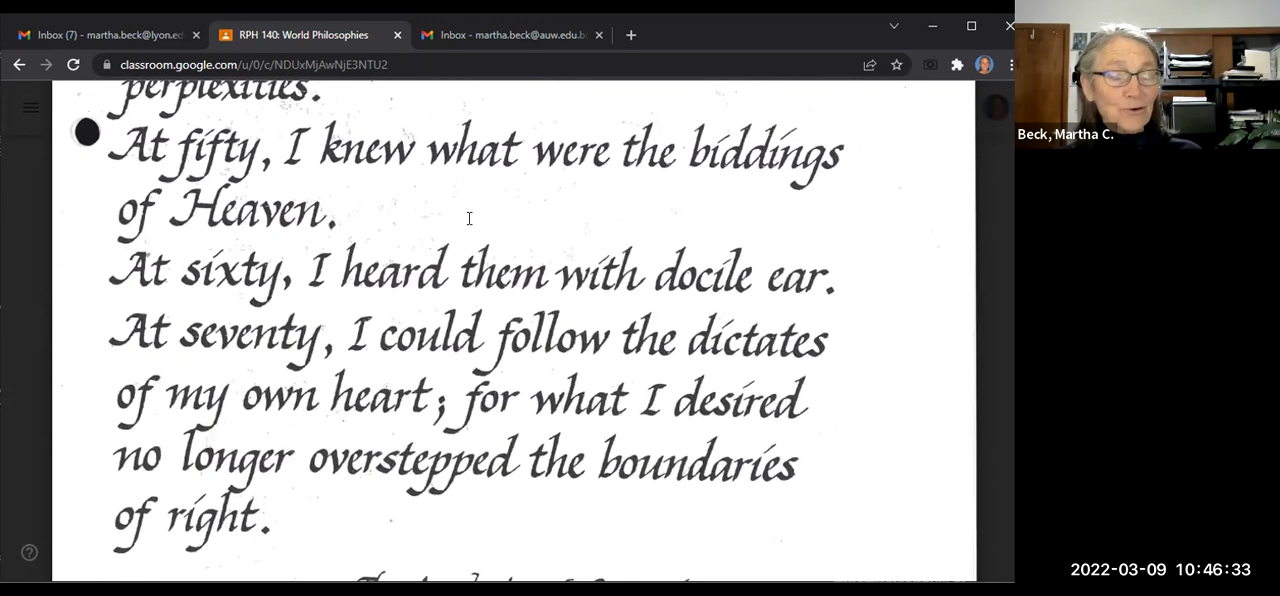 Inbox (7) - martha.beck@lyon.ed
RPH 140: World Philosophies
Inbox - martha.beck@auw.edu.b
classroom.google.com/u/0/c/NDUxMjAwNjE3NTU2
perplexities.
At fifty, I knew what were the biddings
of Heaven.
At sixty, I heard them with docile ear.
At seventy, I could follow the dictates
of my own heart; for what I desired
no longer overstepped the boundaries
of right.
Beck, Martha C.
2022-03-09 10:46:33